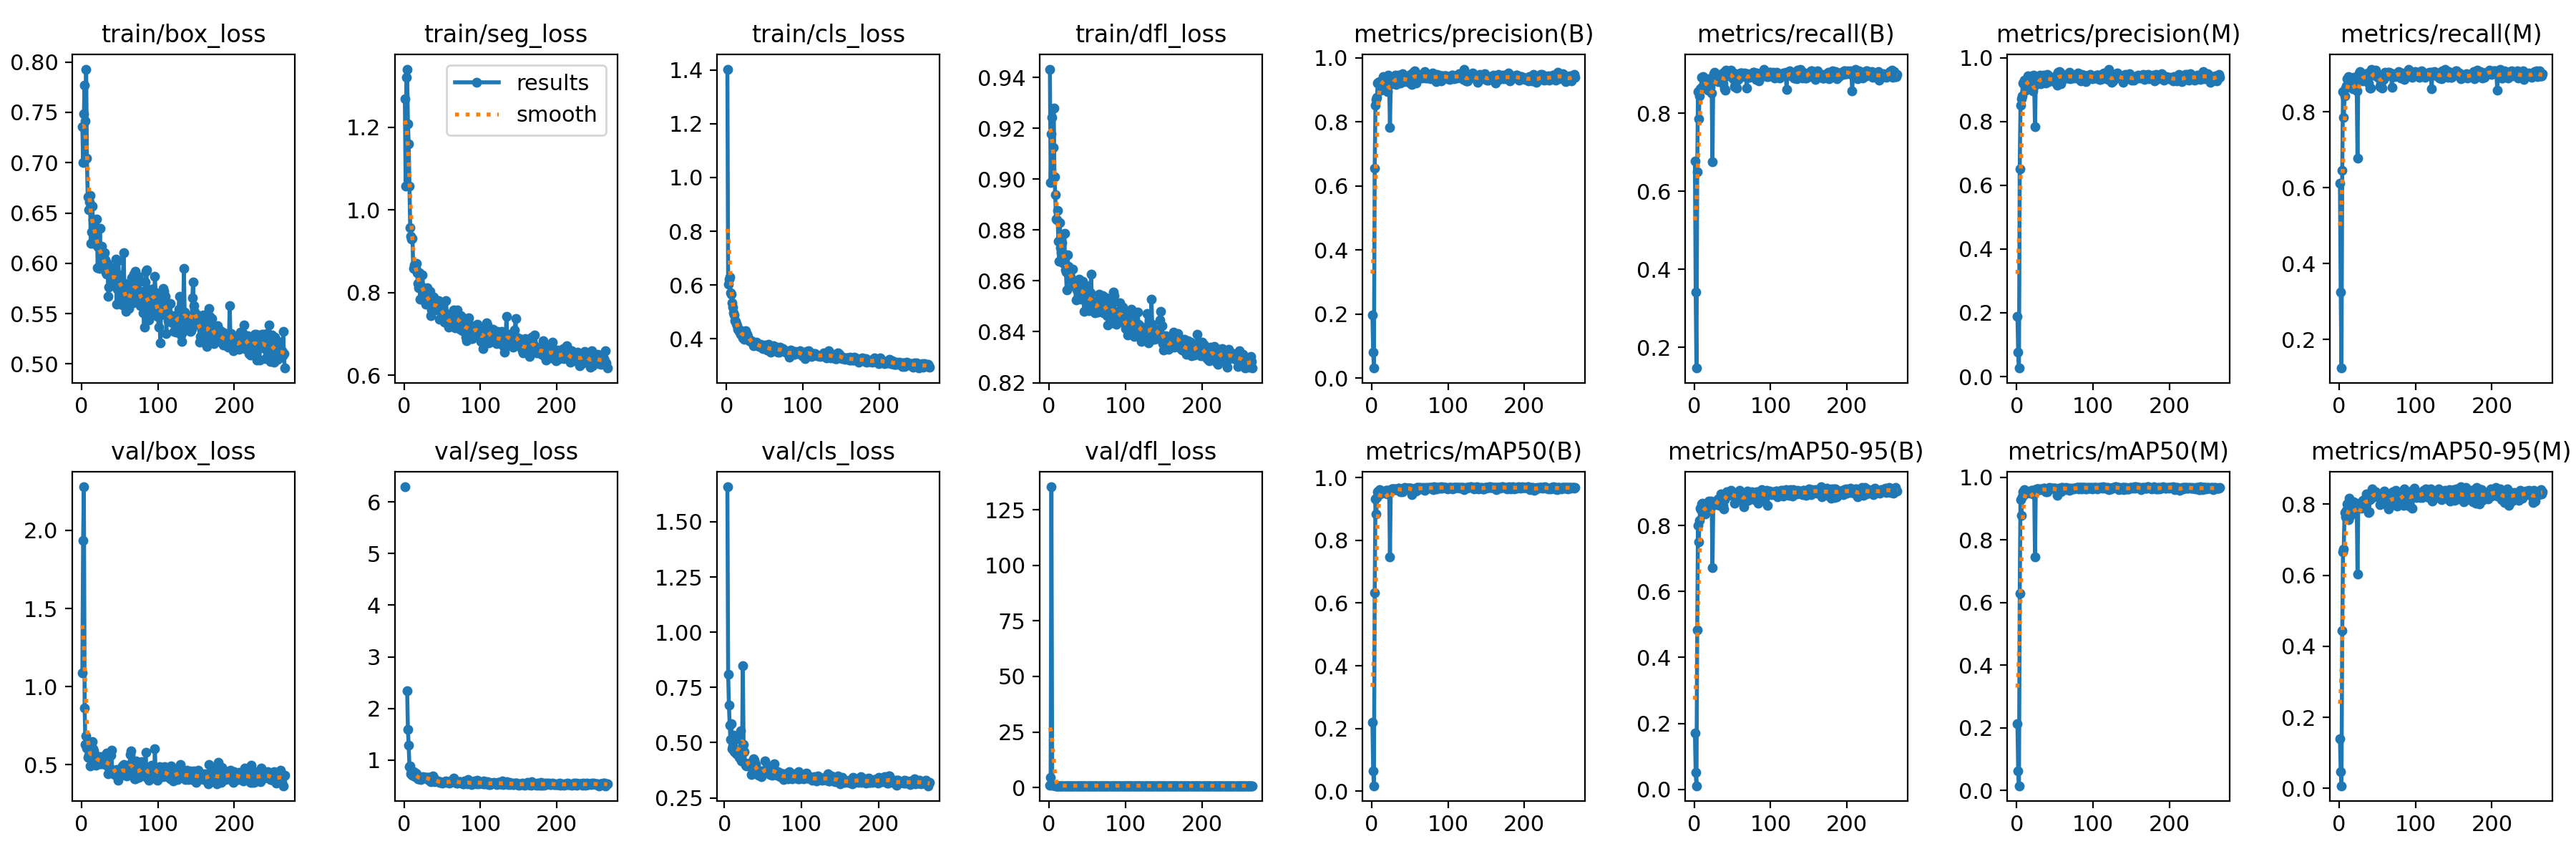 train/box_loss
train/seg_loss
train/cls_loss
train/dfl_loss
metrics/precision(B)
metrics/recall(B)
metrics/precision(M)
metrics/recall(M)
0.80
0.75
0.70
0.65
0.60
0.55
0.50
0 100 200
results
smooth
1.2
1.0
0.8
0.6
0 100 200
1.4
1.2
1.0
0.8
0.6
0.4
0 100 200
0.94
0.92
0.90
0.88
0.86
0.84
0.82
0 100 200
1.0
0.8
0.6
0.4
0.2
0.0
0 100 200
0.8
0.6
0.4
0.2
0 100 200
1.0
0.8
0.6
0.4
0.2
0.0
0 100 200
0.8
0.6
0.4
0.2
0 100 200
val/box_loss
val/seg_loss
val/cls_loss
val/dfl_loss
metrics/mAP50(B)
metrics/mAP50-95(B)
metrics/mAP50(M)
metrics/mAP50-95(M)
2.0
1.5
1.0
0.5
0 100 200
6
5
4
3
2
1
0 100 200
1.50
1.25
1.00
0.75
0.50
0.25
0 100 200
125
100
75
50
25
0
0 100 200
1.0
0.8
0.6
0.4
0.2
0.0
0 100 200
0.8
0.6
0.4
0.2
0.0
0 100 200
1.0
0.8
0.6
0.4
0.2
0.0
0 100 200
0.8
0.6
0.4
0.2
0.0
0 100 200